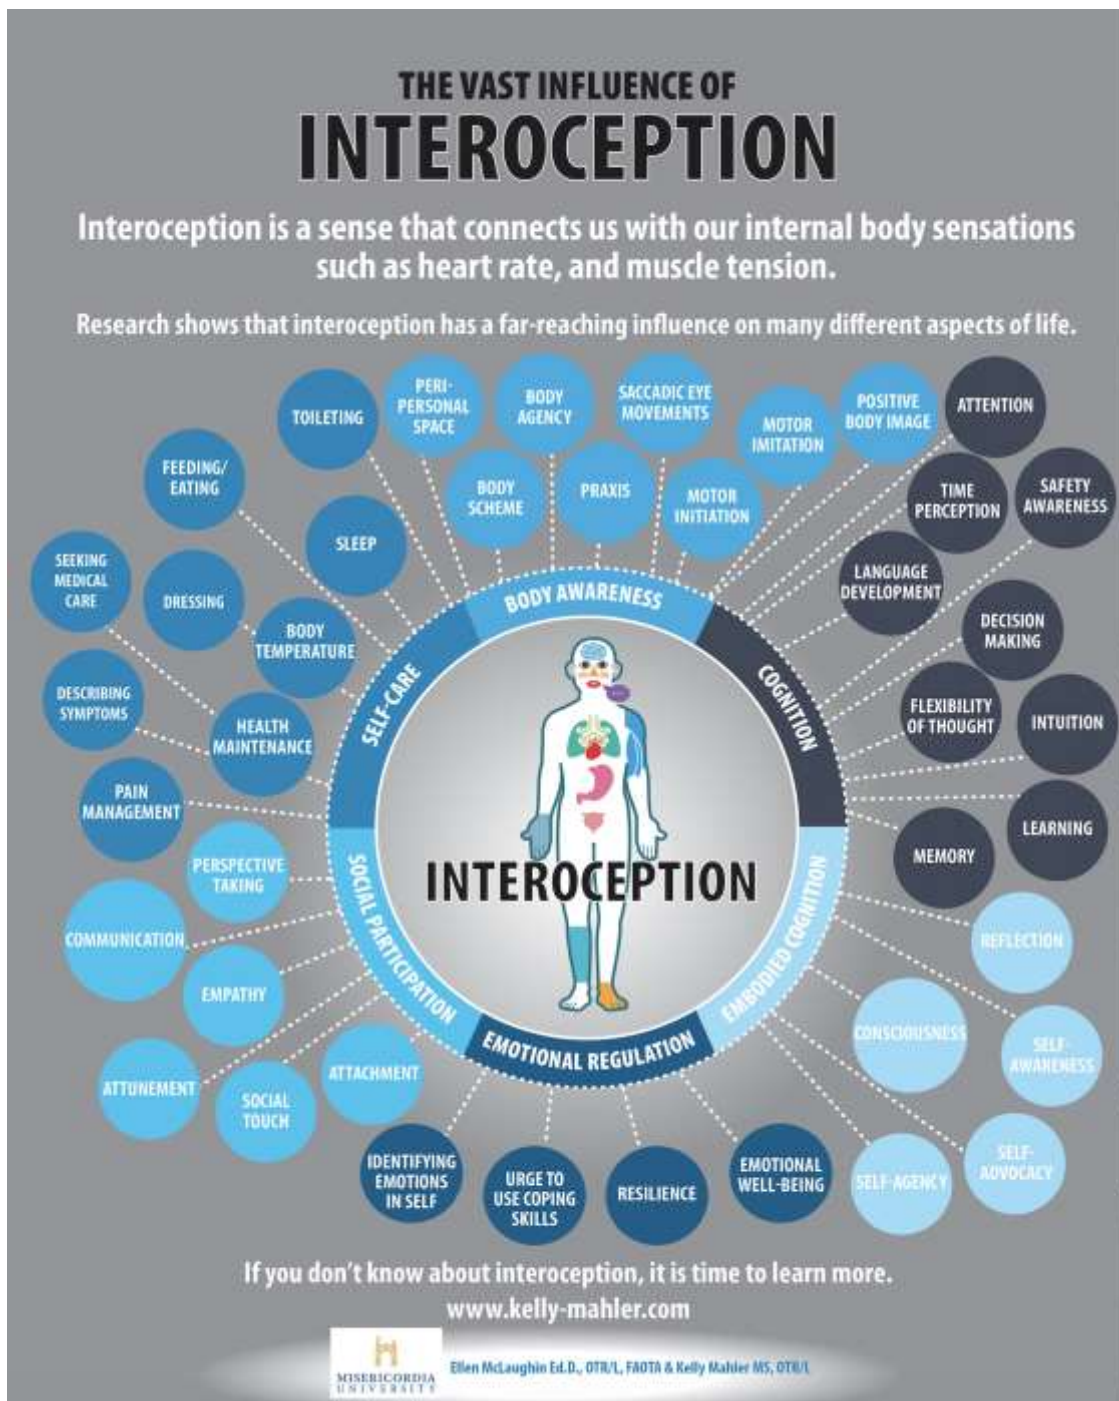 THE VAST INFLUENCE OF
INTEROCEPTION
Interoception is a sense that connects us with our internal body sensations
such as heart rate, and muscle tension.
Research shows that interoception has a far-reaching influence on many different aspects of life.
TOILETING
PERI-
PERSONAL
SPACE
BODY
AGENCY
SACCADIC EYE
MOVEMENTS
MOTOR
IMITATION
POSITIVE
BODY IMAGE
ATTENTION
FEEDING/
EATING
SLEEP
BODY
SCHEME
PRAXIS
MOTOR
INITIATION
TIME
PERCEPTION
SAFETY
AWARENESS
SEEKING
MEDICAL
CARE
DRESSING
BODY
TEMPERATURE
LANGUAGE
DEVELOPMENT
DECISION
MAKING
DESCRIBING
SYMPTOMS
HEALTH
MAINTENANCE
FLEXIBILITY
OF THOUGHT
INTUITION
PAIN
MANAGEMENT
LEARNING
MEMORY
PERSPECTIVE
TAKING
COMMUNICATION
EMPATHY
ATTUNEMENT
SOCIAL
TOUCH
ATTACHMENT
REFLECTION
CONSCIOUSNESS
SELF-
AWARENESS
SELF-
ADVOCACY
SELF-AGENCY
IDENTIFYING
EMOTIONS
IN SELF
URGE TO
USE COPING
SKILLS
RESILIENCE
EMOTIONAL
WELL-BEING
BODY AWARENESS
COGNITION
EMBODIED COGNITION
EMOTIONAL REGULATION
SOCIAL PARTICIPATION
SELF-CARE
INTEROCEPTION
If you don't know about interoception, it is time to learn more.
www.kelly-mahler.com
MISERICORDIA
UNIVERSITY
Ellen McLaughin Ed.D., OTR/L, FAOTA & Kelly Mahler MS, OTR/L